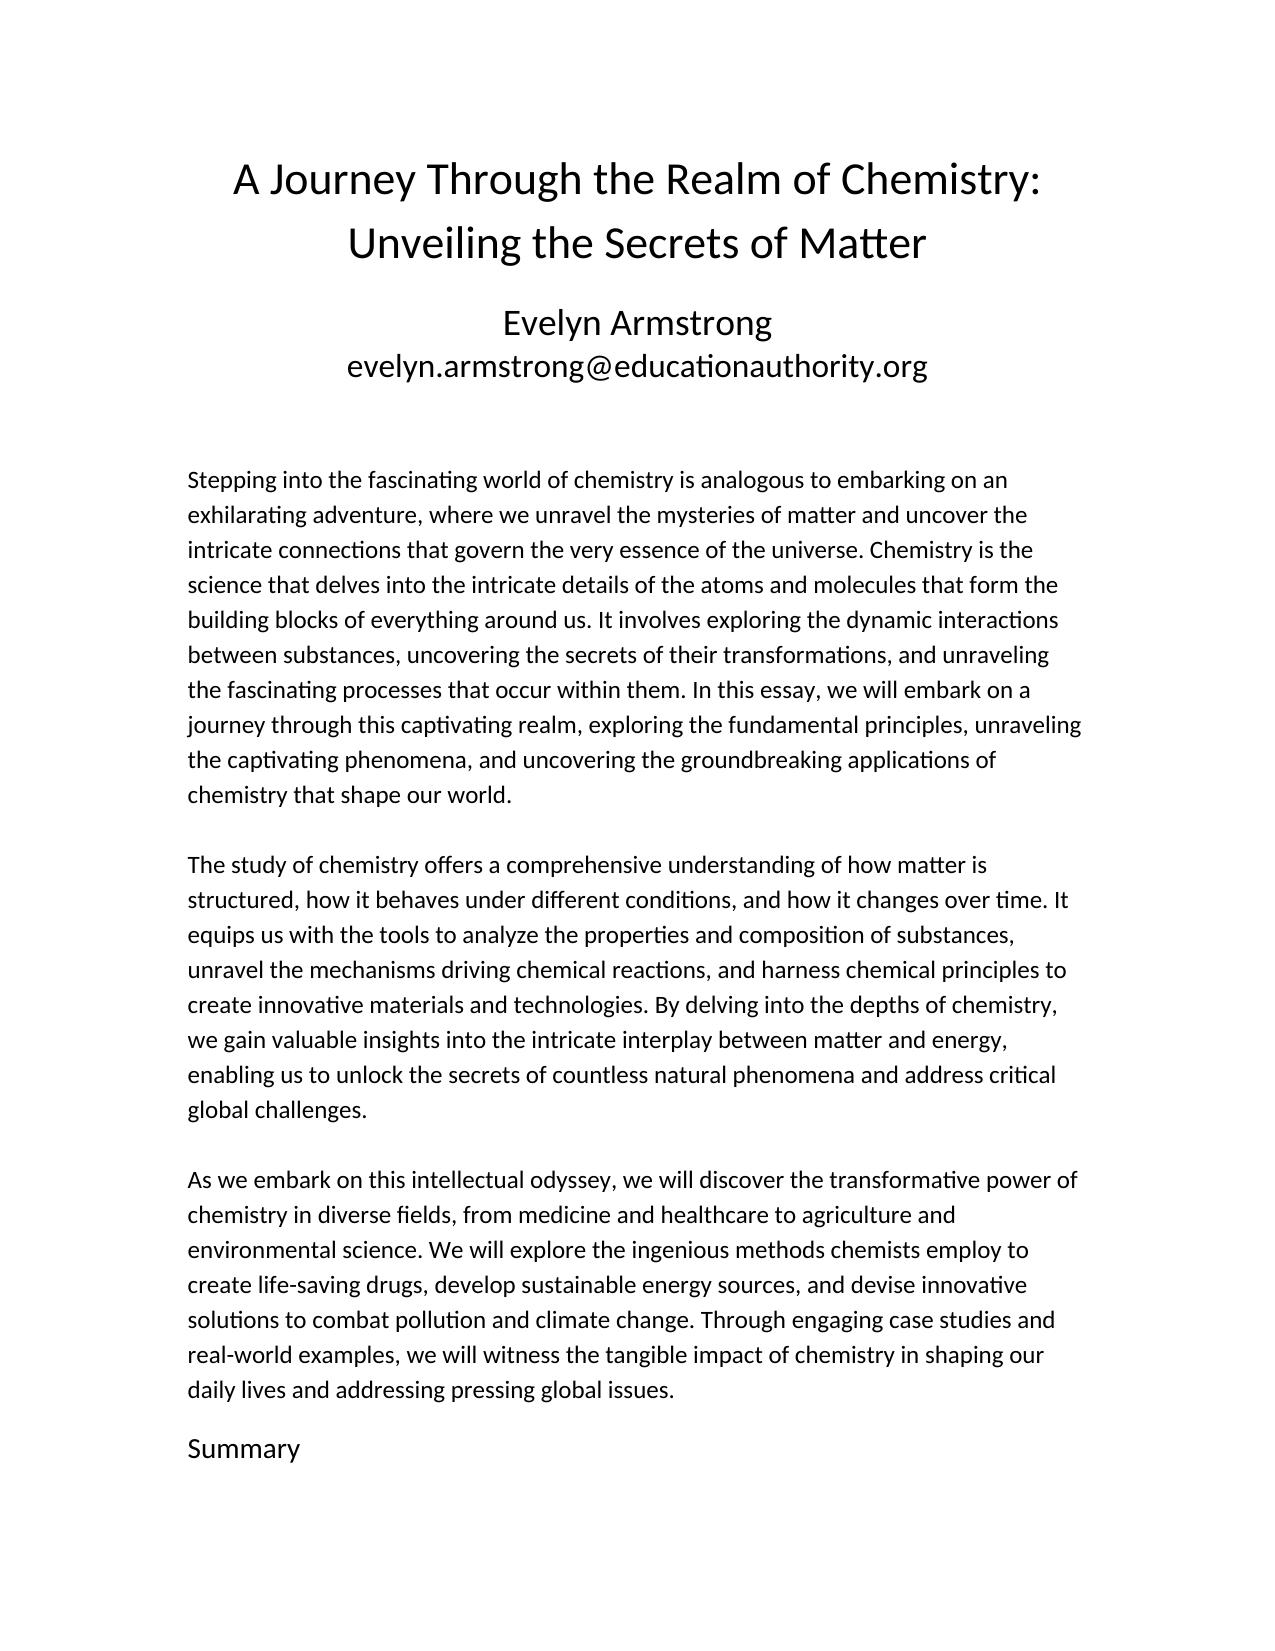 A Journey Through the Realm of Chemistry:
Unveiling the Secrets of Matter
Evelyn Armstrong
evelyn.armstrong@educationauthority.org
Stepping into the fascinating world of chemistry is analogous to embarking on an
exhilarating adventure, where we unravel the mysteries of matter and uncover the
intricate connections that govern the very essence of the universe. Chemistry is the
science that delves into the intricate details of the atoms and molecules that form the
building blocks of everything around us. It involves exploring the dynamic interactions
between substances, uncovering the secrets of their transformations, and unraveling
the fascinating processes that occur within them. In this essay, we will embark on a
journey through this captivating realm, exploring the fundamental principles, unraveling
the captivating phenomena, and uncovering the groundbreaking applications of
chemistry that shape our world.
The study of chemistry offers a comprehensive understanding of how matter is
structured, how it behaves under different conditions, and how it changes over time. It
equips us with the tools to analyze the properties and composition of substances,
unravel the mechanisms driving chemical reactions, and harness chemical principles to
create innovative materials and technologies. By delving into the depths of chemistry,
we gain valuable insights into the intricate interplay between matter and energy,
enabling us to unlock the secrets of countless natural phenomena and address critical
global challenges.
As we embark on this intellectual odyssey, we will discover the transformative power of
chemistry in diverse fields, from medicine and healthcare to agriculture and
environmental science. We will explore the ingenious methods chemists employ to
create life-saving drugs, develop sustainable energy sources, and devise innovative
solutions to combat pollution and climate change. Through engaging case studies and
real-world examples, we will witness the tangible impact of chemistry in shaping our
daily lives and addressing pressing global issues.
Summary